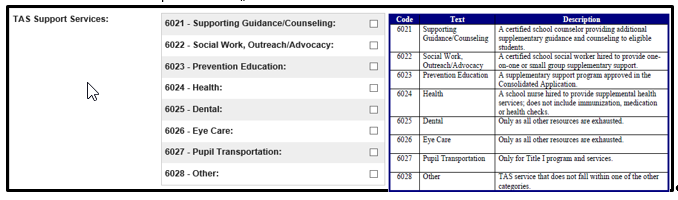 TAS Support Services:
6021 - Supporting Guidance/Counseling:
6022 - Social Work, Outreach/Advocacy:
6023 - Prevention Education:
6024 - Health:
6025 - Dental:
6026 - Eye Care:
6027 - Pupil Transportation:
6028 - Other:
Code Text Description
6021 Supporting A certified school counselor providing additional
Guidance/Counseling supplementary guidance and counseling to eligible
students.
6022 Social Work, A certified school social worker hired to provide one-
Outreach/Advocacy on-one or small group supplementary support.
6023 Prevention Education A supplementary support program approved in the
Consolidated Application.
6024 Health A school nurse hired to provide supplemental health
services; does not include immunization, medication
or health checks.
6025 Dental Only as all other resources are exhausted.
6026 Eye Care Only as all other resources are exhausted.
6027 Pupil Transportation Only for Title I program and services.
6028 Other TAS service that does not fall within one of the other
categories.